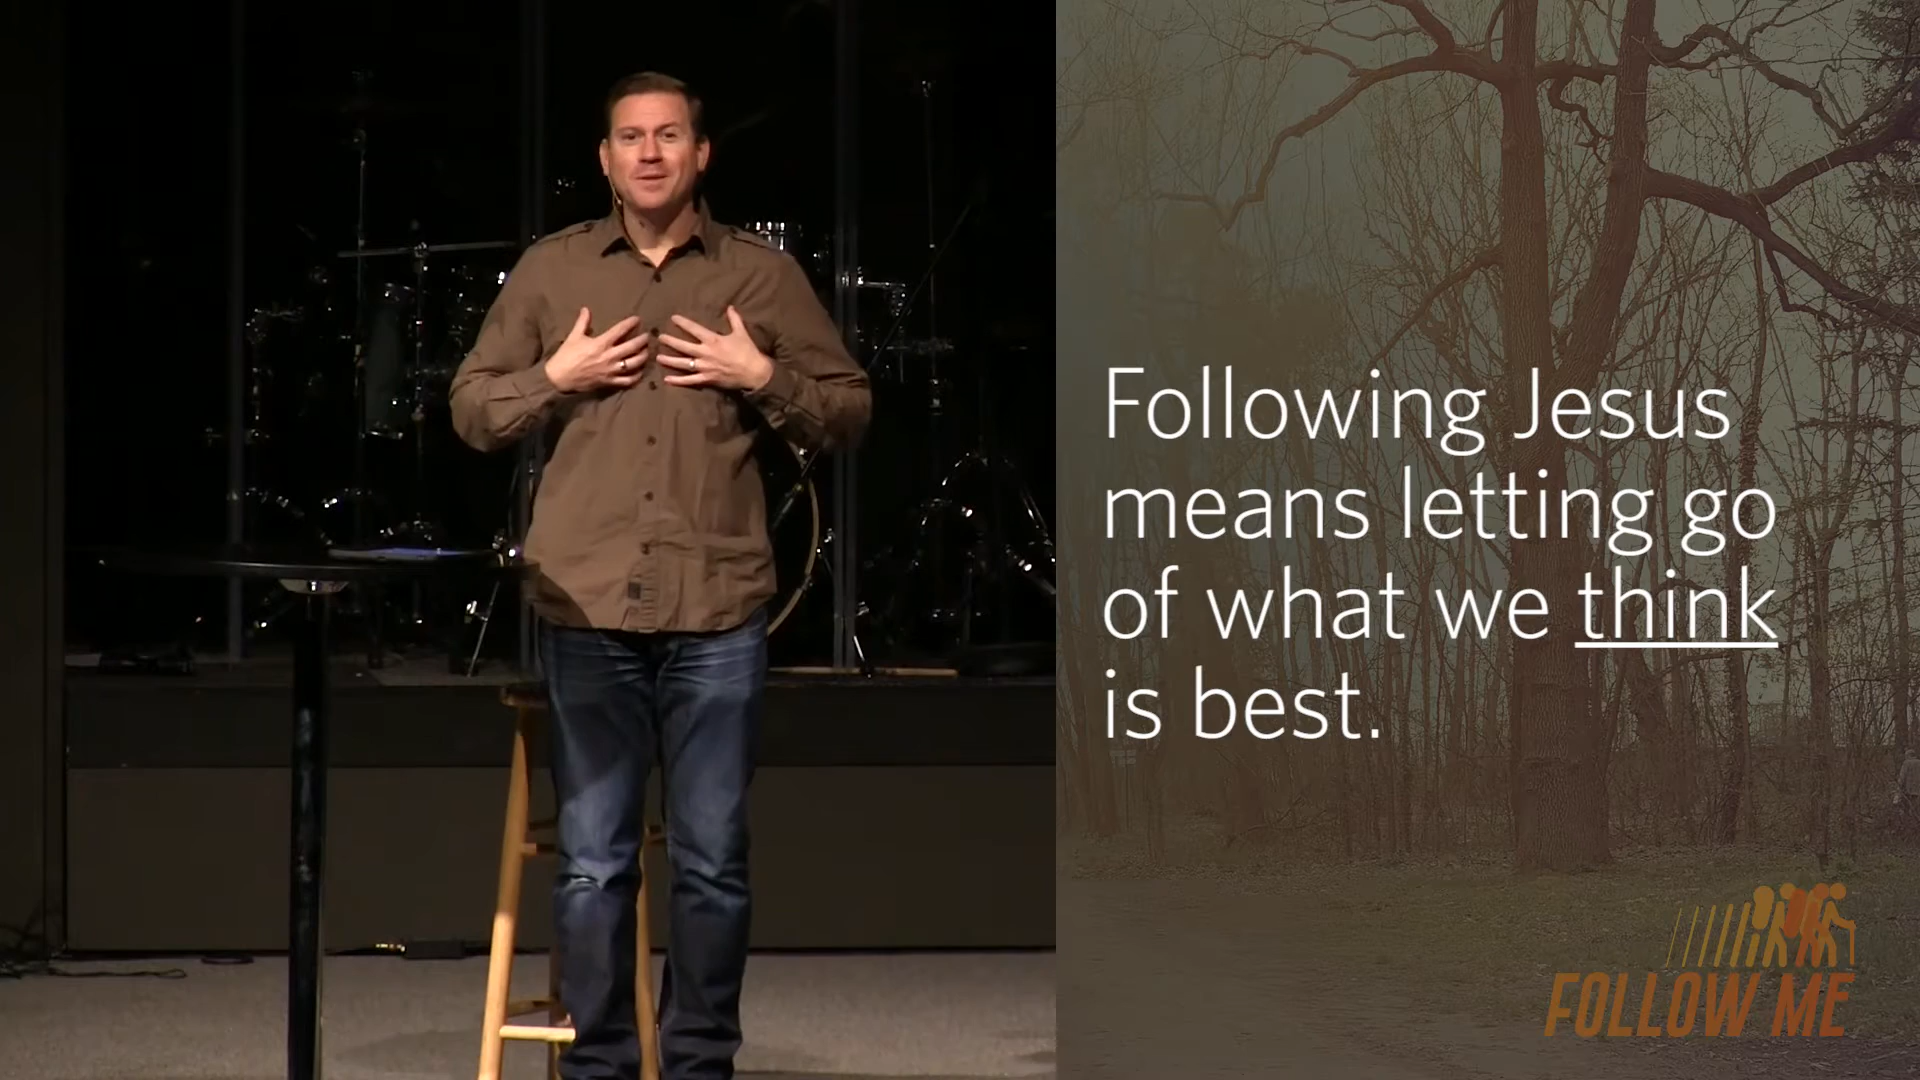 Following Jesus
means letting go
of what we think
is best.
FOLLOW ME